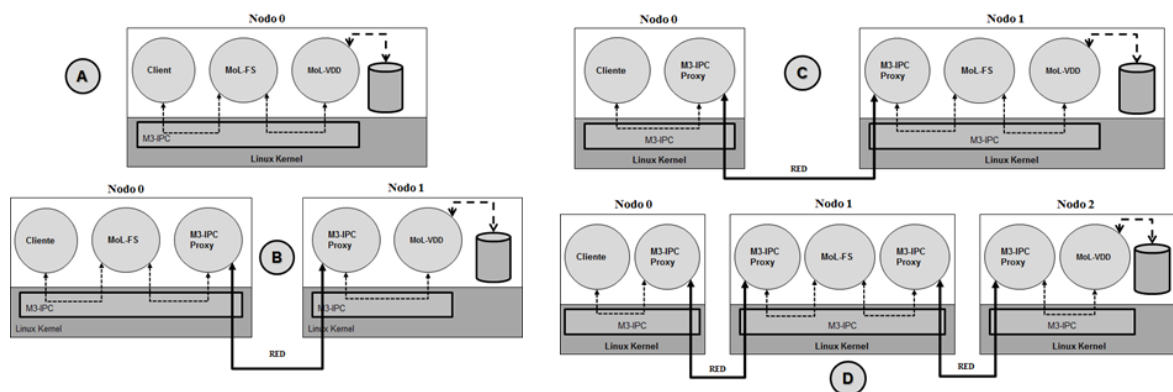 Nodo 0
A
Client
MoL-FS
MoL-VDD
M3-IPC
Linux Kernel
Nodo 0
Nodo 1
Cliente
MoL-FS
M3-IPC
Proxy
B
M3-IPC
Proxy
MoL-VDD
M3-IPC
M3-IPC
Linux Kernel
Linux Kernel
RED
Nodo 0
Nodo 1
Cliente
M3-IPC
Proxy
C
M3-IPC
Proxy
MoL-FS
MoL-VDD
M3-IPC
M3-IPC
Linux Kernel
Linux Kernel
RED
Nodo 0
Nodo 1
Nodo 2
Cliente
M3-IPC
Proxy
M3-IPC
Proxy
MoL-FS
M3-IPC
Proxy
M3-IPC
Proxy
MoL-VDD
M3-IPC
M3-IPC
M3-IPC
Linux Kernel
Linux Kernel
Linux Kernel
RED
RED
D